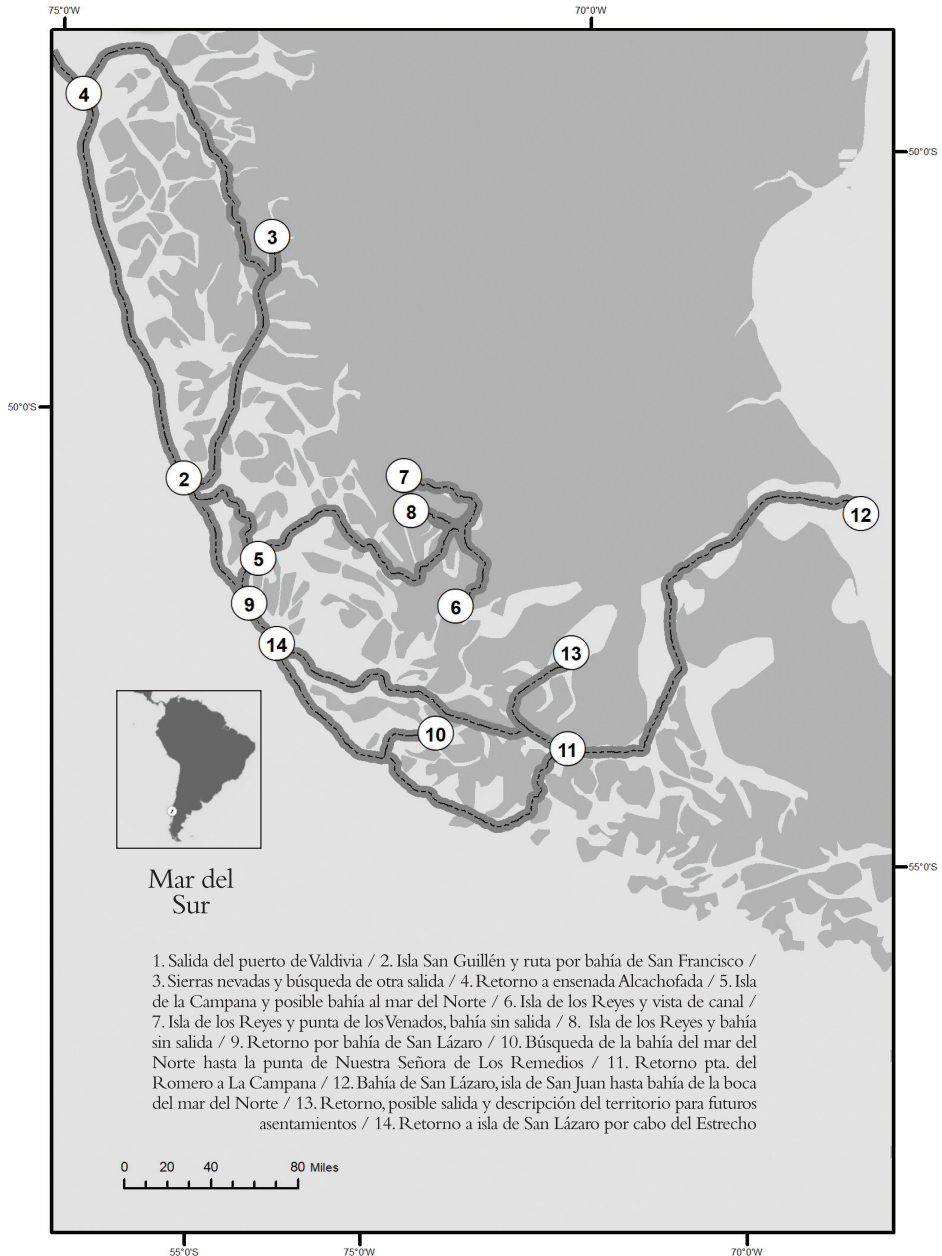 75°0'W
70°0'W
4
50°0'S
3
50°0'S
2
7
8
12
5
6
9
14
13
10
11
Mar del
Sur
55°0'S
1. Salida del puerto de Valdivia / 2. Isla San Guillén y ruta por bahía de San Francisco /
3. Sierras nevadas y búsqueda de otra salida / 4. Retorno a ensenada Alcachofada / 5. Isla
de la Campana y posible bahía al mar del Norte / 6. Isla de los Reyes y vista de canal /
7. Isla de los Reyes y punta de los Venados, bahía sin salida / 8. Isla de los Reyes y bahía
sin salida / 9. Retorno por bahía de San Lázaro / 10. Búsqueda de la bahía del mar del
Norte hasta la punta de Nuestra Señora de Los Remedios / 11. Retorno pta. del
Romero a La Campana / 12. Bahía de San Lázaro, isla de San Juan hasta bahía de la boca
del mar del Norte / 13. Retorno, posible salida y descripción del territorio para futuros
asentamientos / 14. Retorno a isla de San Lázaro por cabo del Estrecho
0 20 40 80 Miles
55°0'S
75°0'W
70°0'W